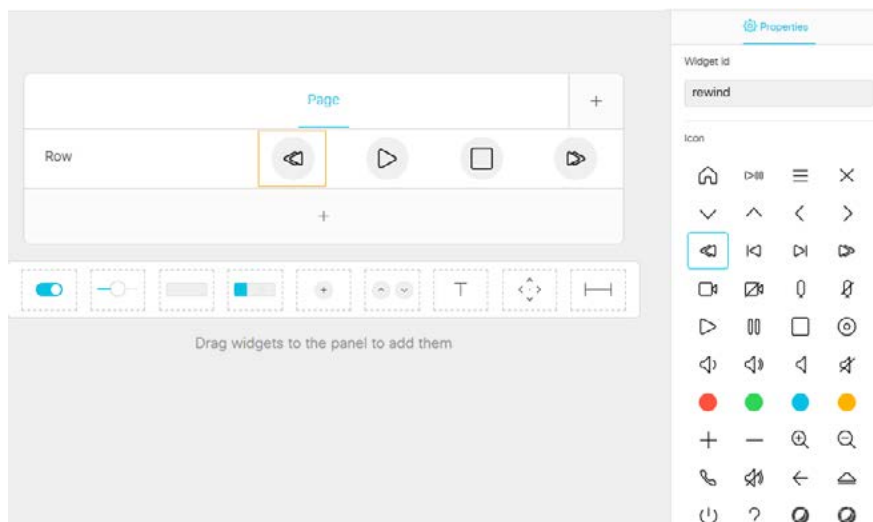 Properties
Widget id
rewind
Icon
Page
Row
Drag widgets to the panel to add them